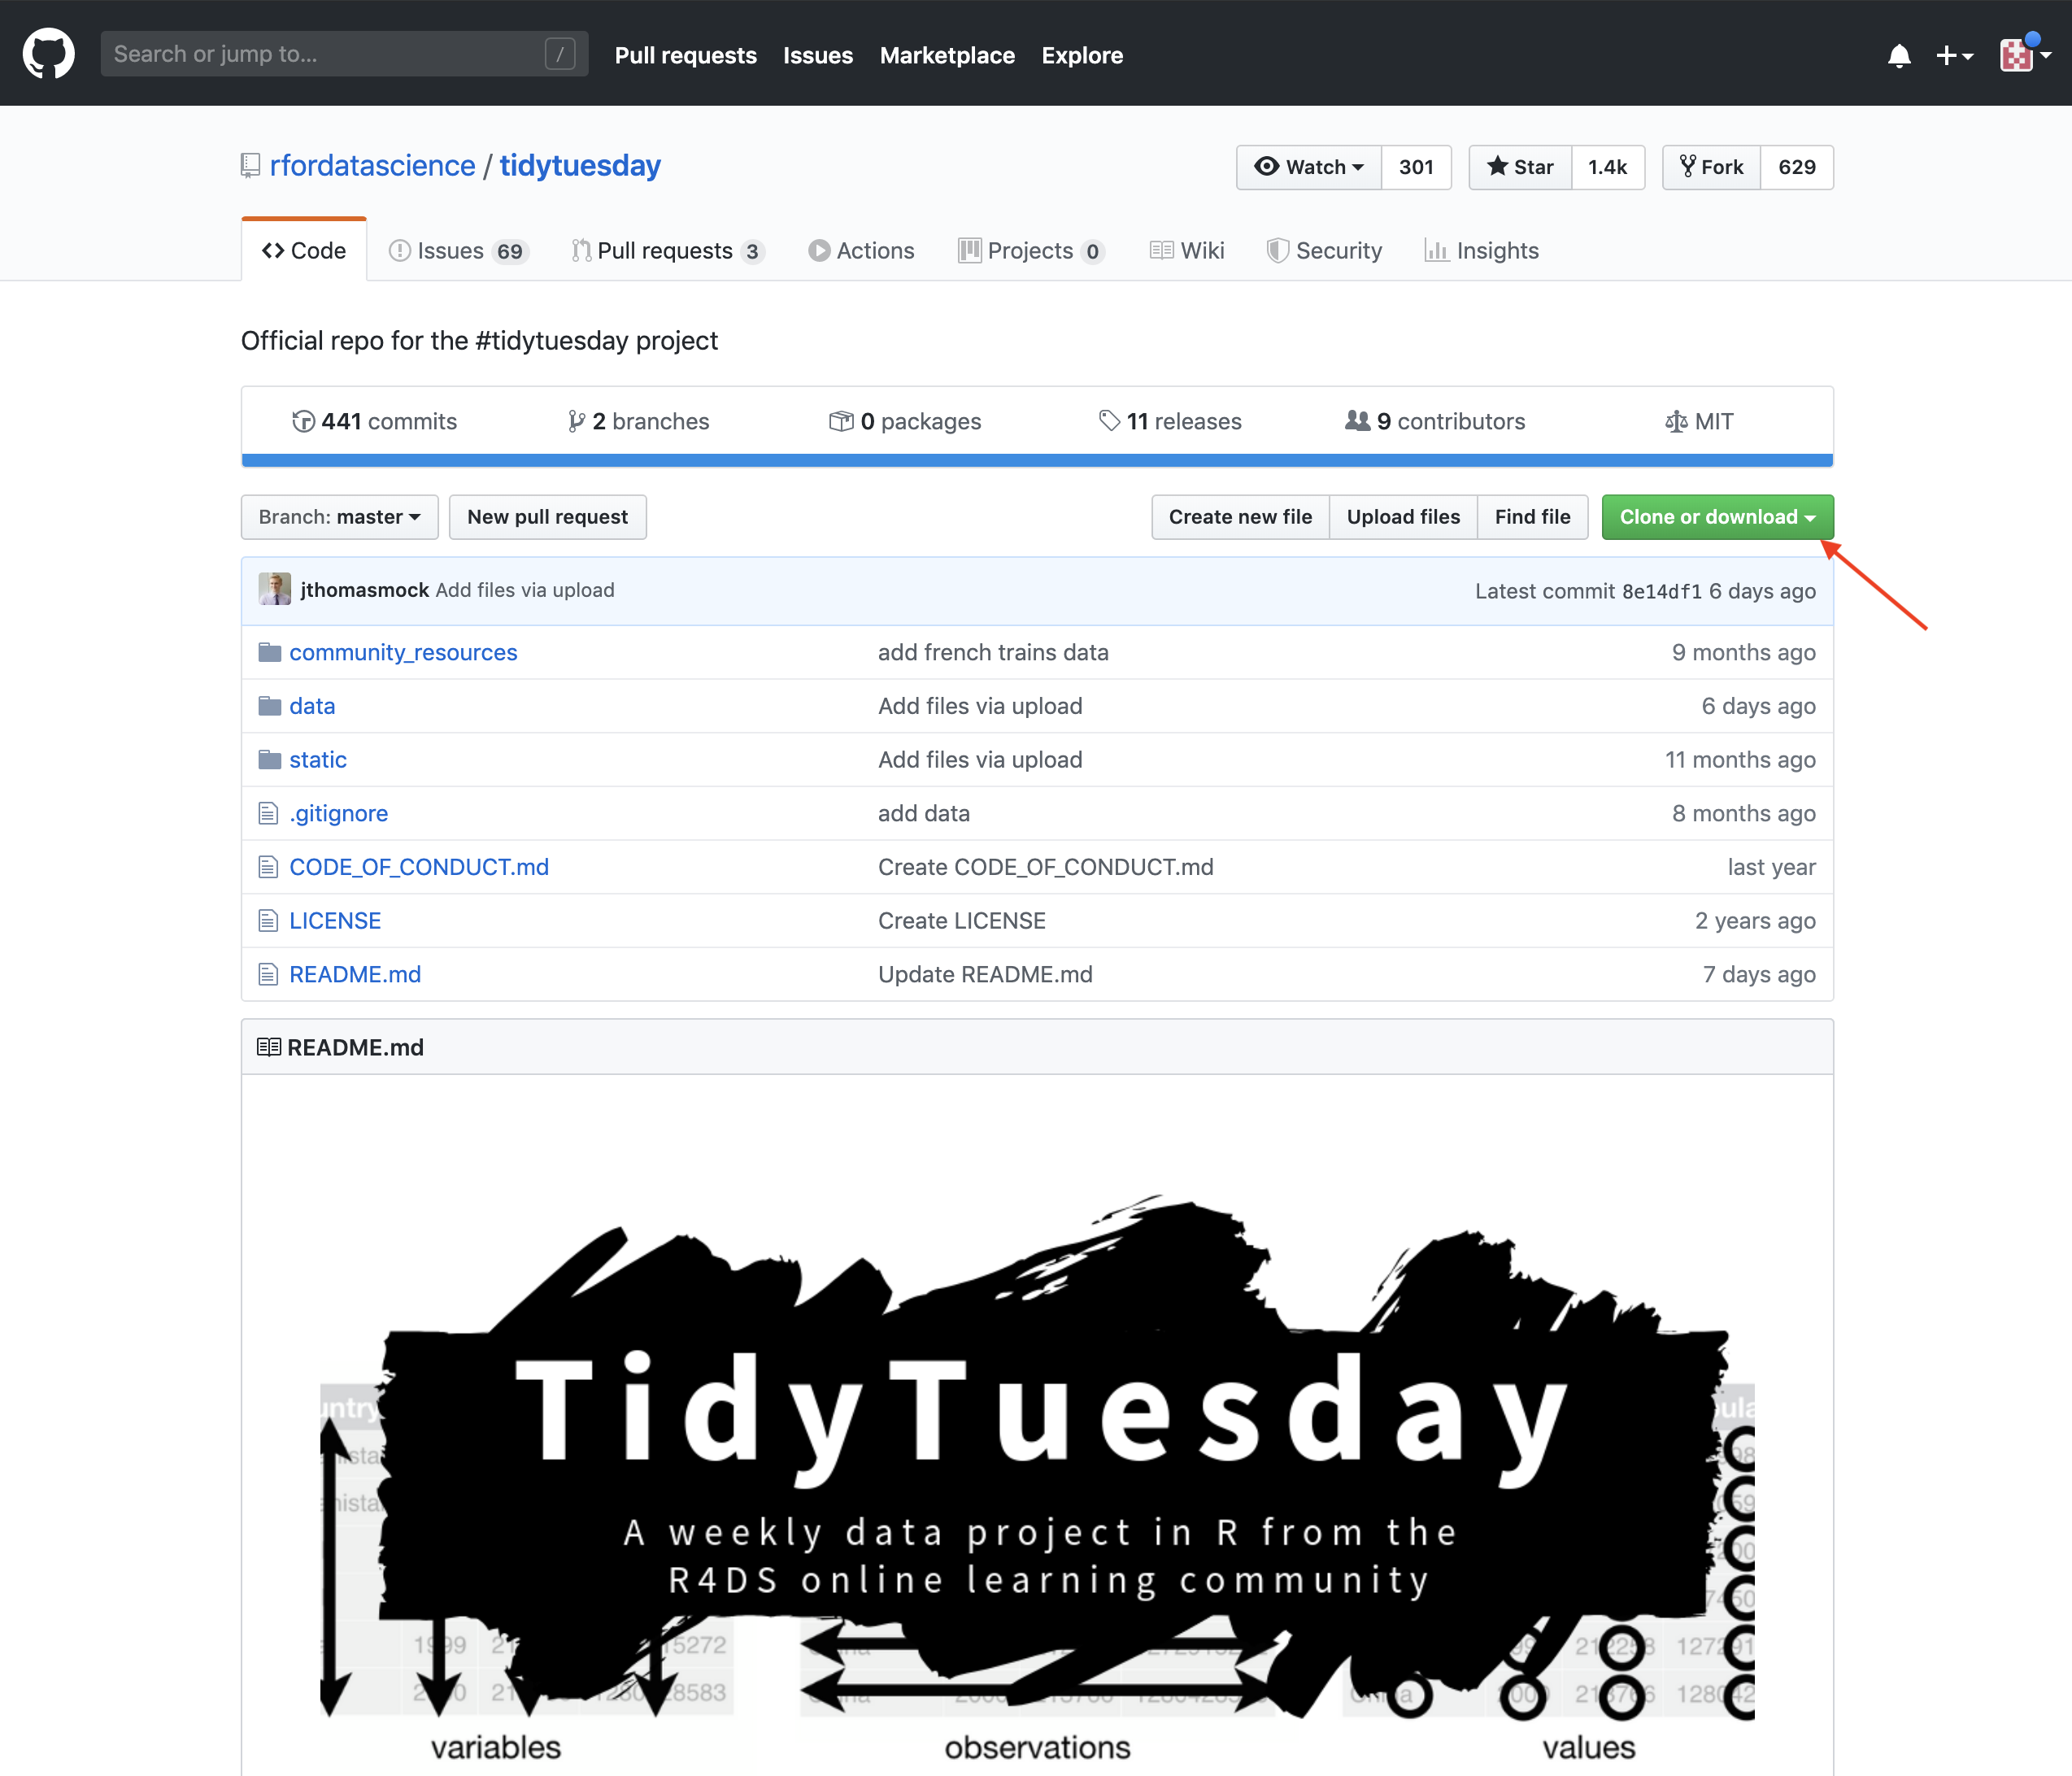 Search or jump to... /
Pull requests Issues Marketplace Explore
rfordatascience / tidytuesday
Watch 301 Star 1.4k Fork 629
Code Issues 69 Pull requests 3 Actions Projects 0 Wiki Security Insights
Official repo for the #tidytuesday project
441 commits 2 branches 0 packages 11 releases 9 contributors MIT
Branch: master New pull request Create new file Upload files Find file Clone or download
jthomasmock Add files via upload Latest commit 8e14df1 6 days ago
community_resources add french trains data 9 months ago
data Add files via upload 6 days ago
static Add files via upload 11 months ago
.gitignore add data 8 months ago
CODE_OF_CONDUCT.md Create CODE_OF_CONDUCT.md last year
LICENSE Create LICENSE 2 years ago
README.md Update README.md 7 days ago
README.md
TidyTuesday
A weekly data project in R from the
R4DS online learning community
variables observations values